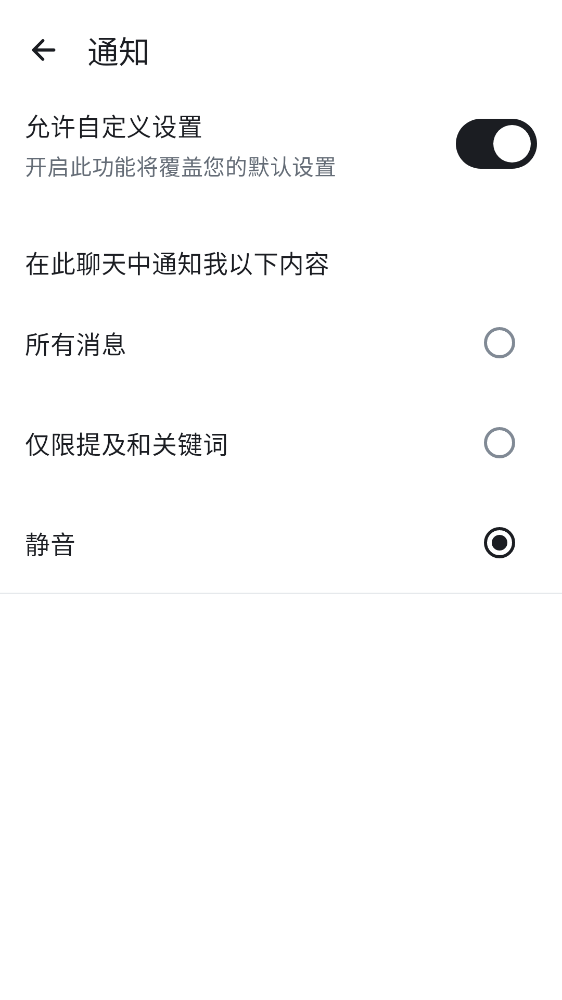 通知
允许自定义设置
开启此功能将覆盖您的默认设置
在此聊天中通知我以下内容
所有消息
仅限提及和关键词
静音